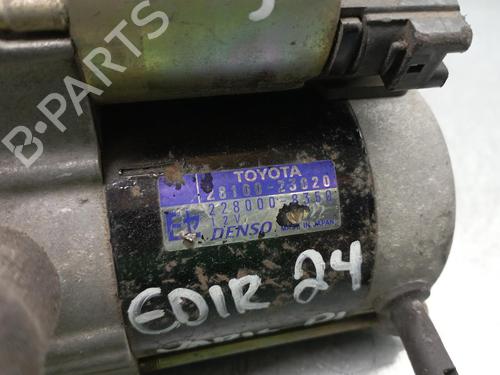 B-PARTS
TOYOTA
28100-23020
228000-8360
12V
DENSO MADE IN JAPAN
EDIR 24